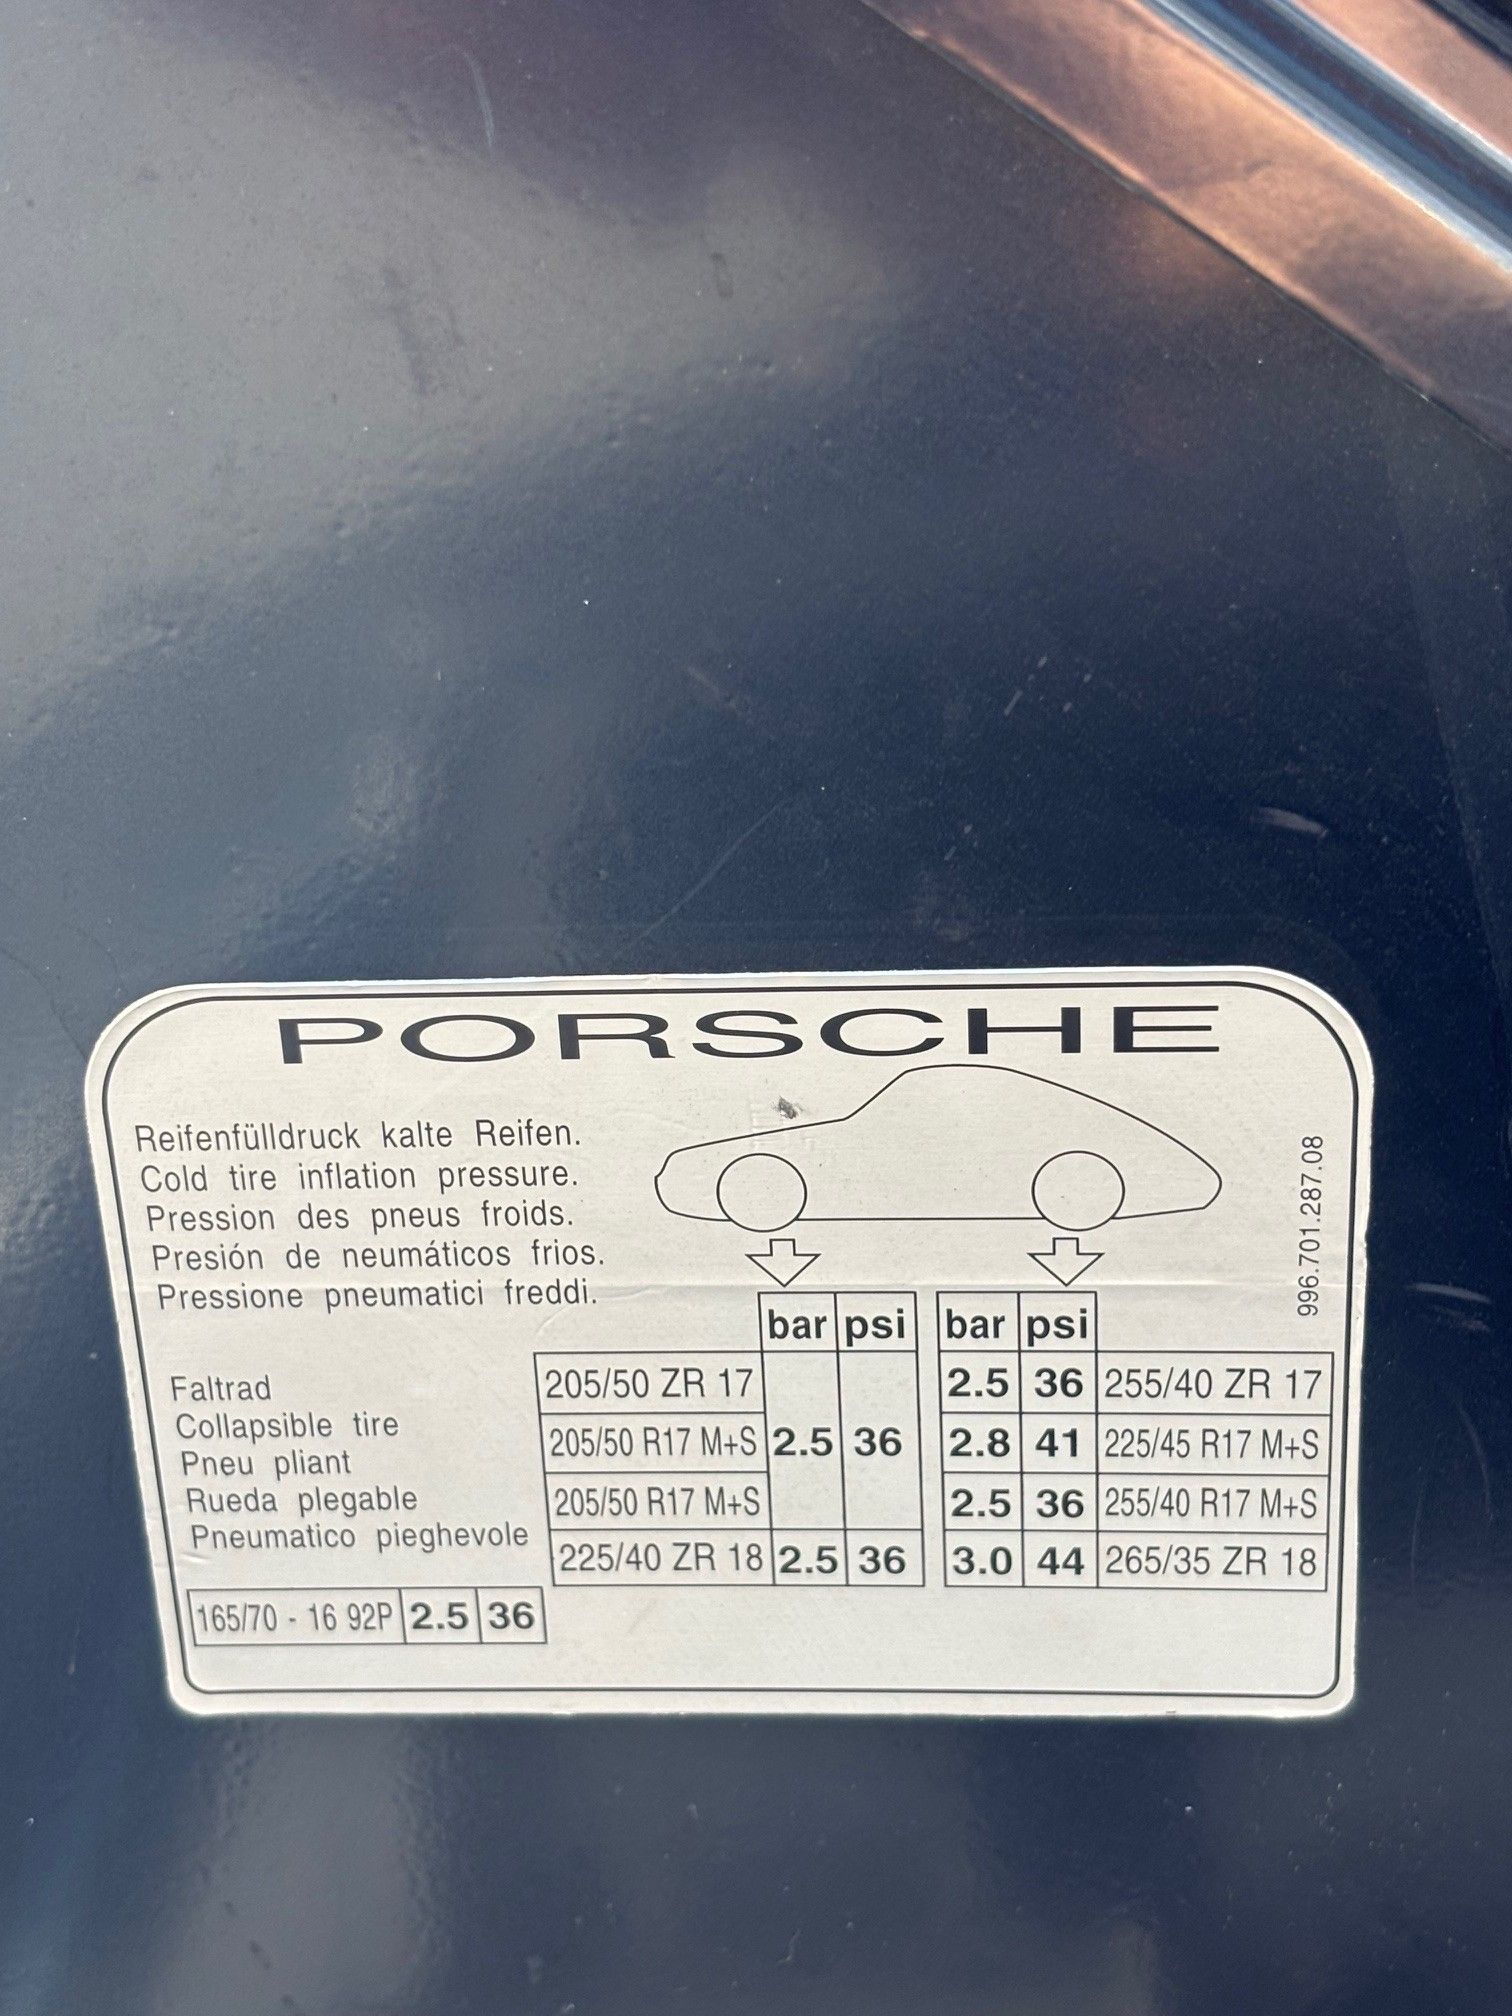 PORSCHE
Reifenfülldruck kalte Reifen.
Cold tire inflation pressure.
Pression des pneus froids.
Presión de neumáticos frios.
Pressione pneumatici freddi.
996.701.287.08
bar psi bar psi
Faltrad
Collapsible tire
Pneu pliant
Rueda plegable
Pneumatico pieghevole
205/50 ZR 17 2.5 36 255/40 ZR 17
205/50 R17 M+S 2.5 36 2.8 41 225/45 R17 M+S
205/50 R17 M+S 2.5 36 255/40 R17 M+S
225/40 ZR 18 2.5 36 3.0 44 265/35 ZR 18
165/70 - 16 92P 2.5 36